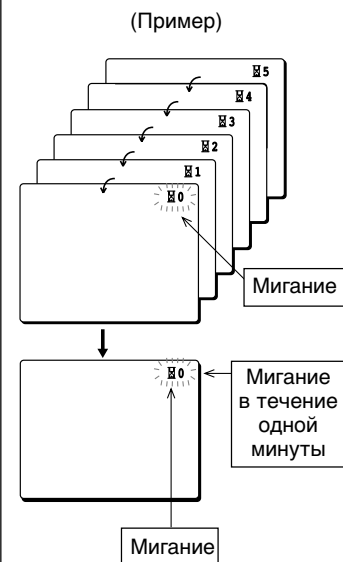 (Пример)
⌛5
⌛4
⌛3
⌛2
⌛1
⌛0
Мигание
⌛0
Мигание
в течение
одной
минуты
Мигание